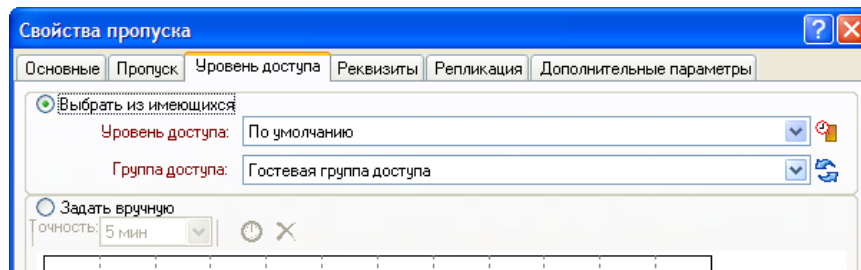 Свойства пропуска
Основные Пропуск Уровень доступа Реквизиты Репликация Дополнительные параметры
Выбрать из имеющихся
Уровень доступа: По умолчанию
Группа доступа: Гостевая группа доступа
Задать вручную
Точность: 5 мин